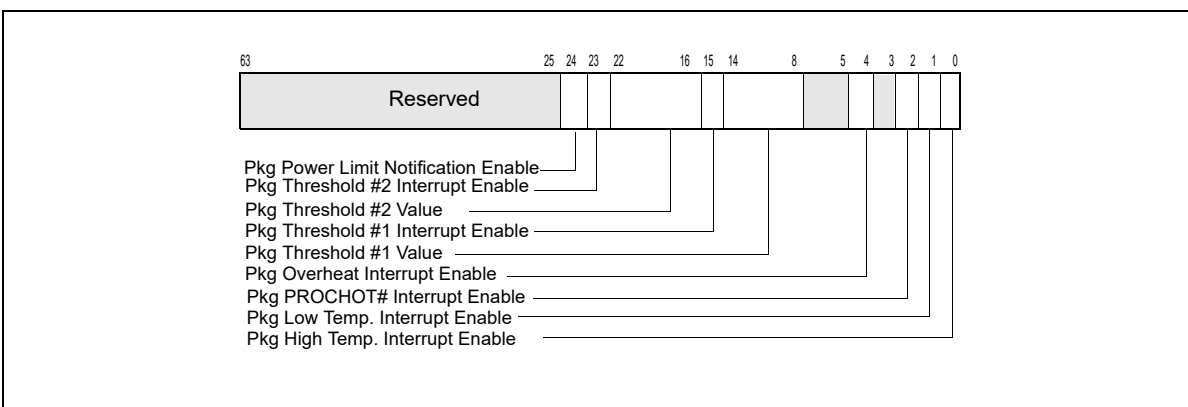 63 25 24 23 22 16 15 14 8 5 4 3 2 1 0
Reserved
Pkg Power Limit Notification Enable
Pkg Threshold #2 Interrupt Enable
Pkg Threshold #2 Value
Pkg Threshold #1 Interrupt Enable
Pkg Threshold #1 Value
Pkg Overheat Interrupt Enable
Pkg PROCHOT# Interrupt Enable
Pkg Low Temp. Interrupt Enable
Pkg High Temp. Interrupt Enable